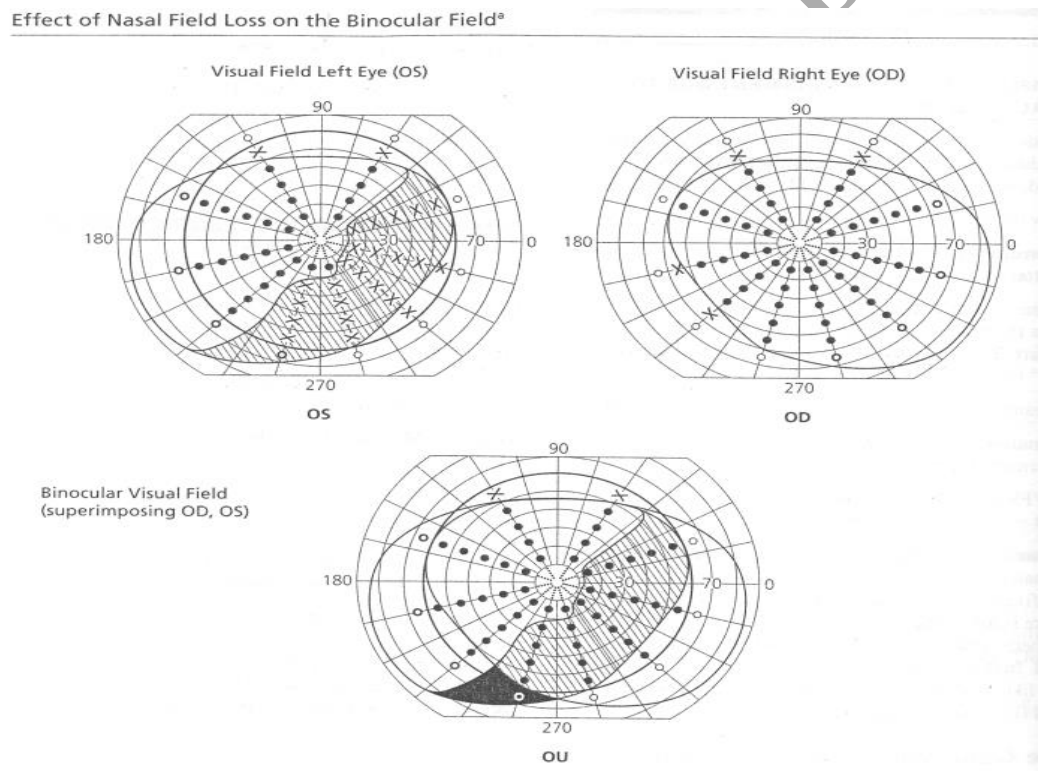 Effect of Nasal Field Loss on the Binocular Fieldᵃ
Visual Field Left Eye (OS)
Visual Field Right Eye (OD)
90
90
180
30
70
0
180
30
70
0
270
270
OS
OD
Binocular Visual Field
(superimposing OD, OS)
90
180
30
70
0
270
OU